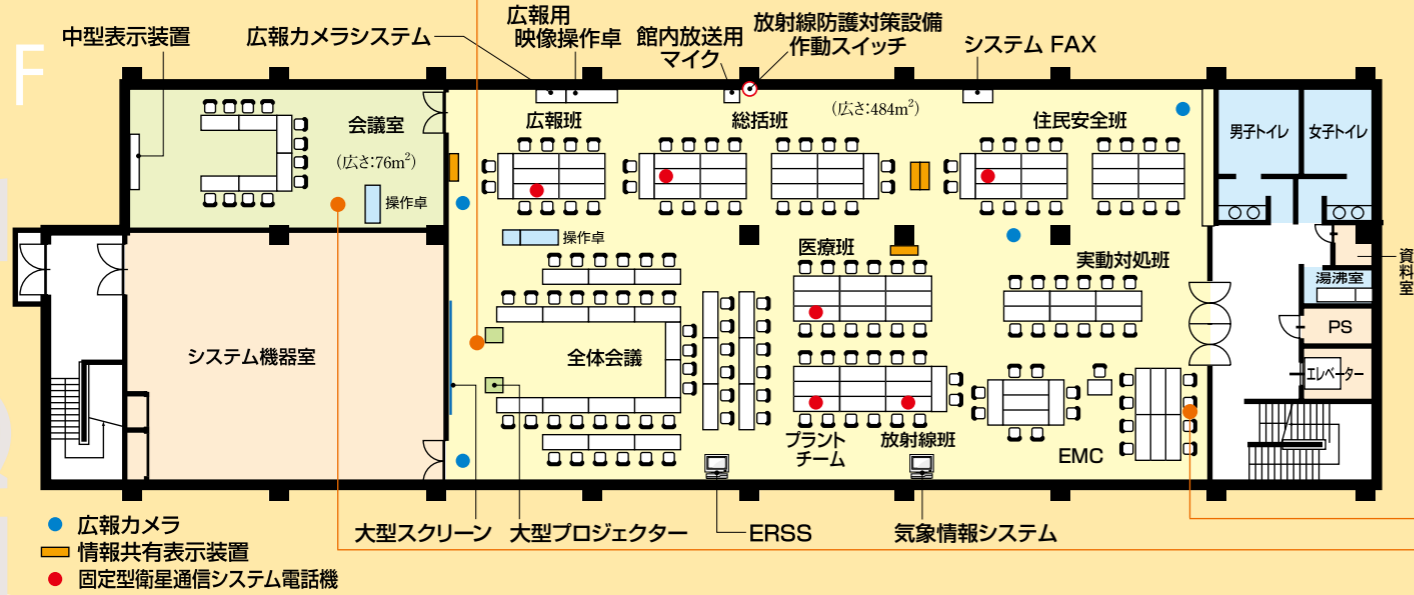 F
中型表示装置
広報カメラシステム
広報用
映像操作卓
館内放送用
マイク
放射線防護対策設備
作動スイッチ
システム FAX
会議室
(広さ:76m²)
操作卓
広報班
総括班
(広さ:484m²)
住民安全班
男子トイレ
女子トイレ
操作卓
医療班
実動対処班
資料室
湯沸室
PS
エレベーター
システム機器室
全体会議
プラント
チーム
放射線班
EMC
大型スクリーン
大型プロジェクター
ERSS
気象情報システム
広報カメラ
情報共有表示装置
固定型衛星通信システム電話機